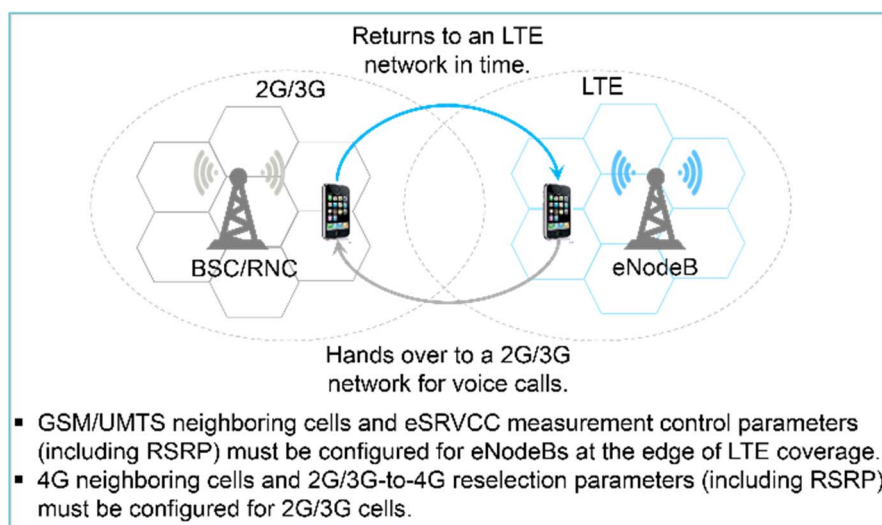 Returns to an LTE
network in time.
2G/3G
LTE
BSC/RNC
eNodeB
Hands over to a 2G/3G
network for voice calls.
▪ GSM/UMTS neighboring cells and eSRVCC measurement control parameters
(including RSRP) must be configured for eNodeBs at the edge of LTE coverage.
▪ 4G neighboring cells and 2G/3G-to-4G reselection parameters (including RSRP)
must be configured for 2G/3G cells.